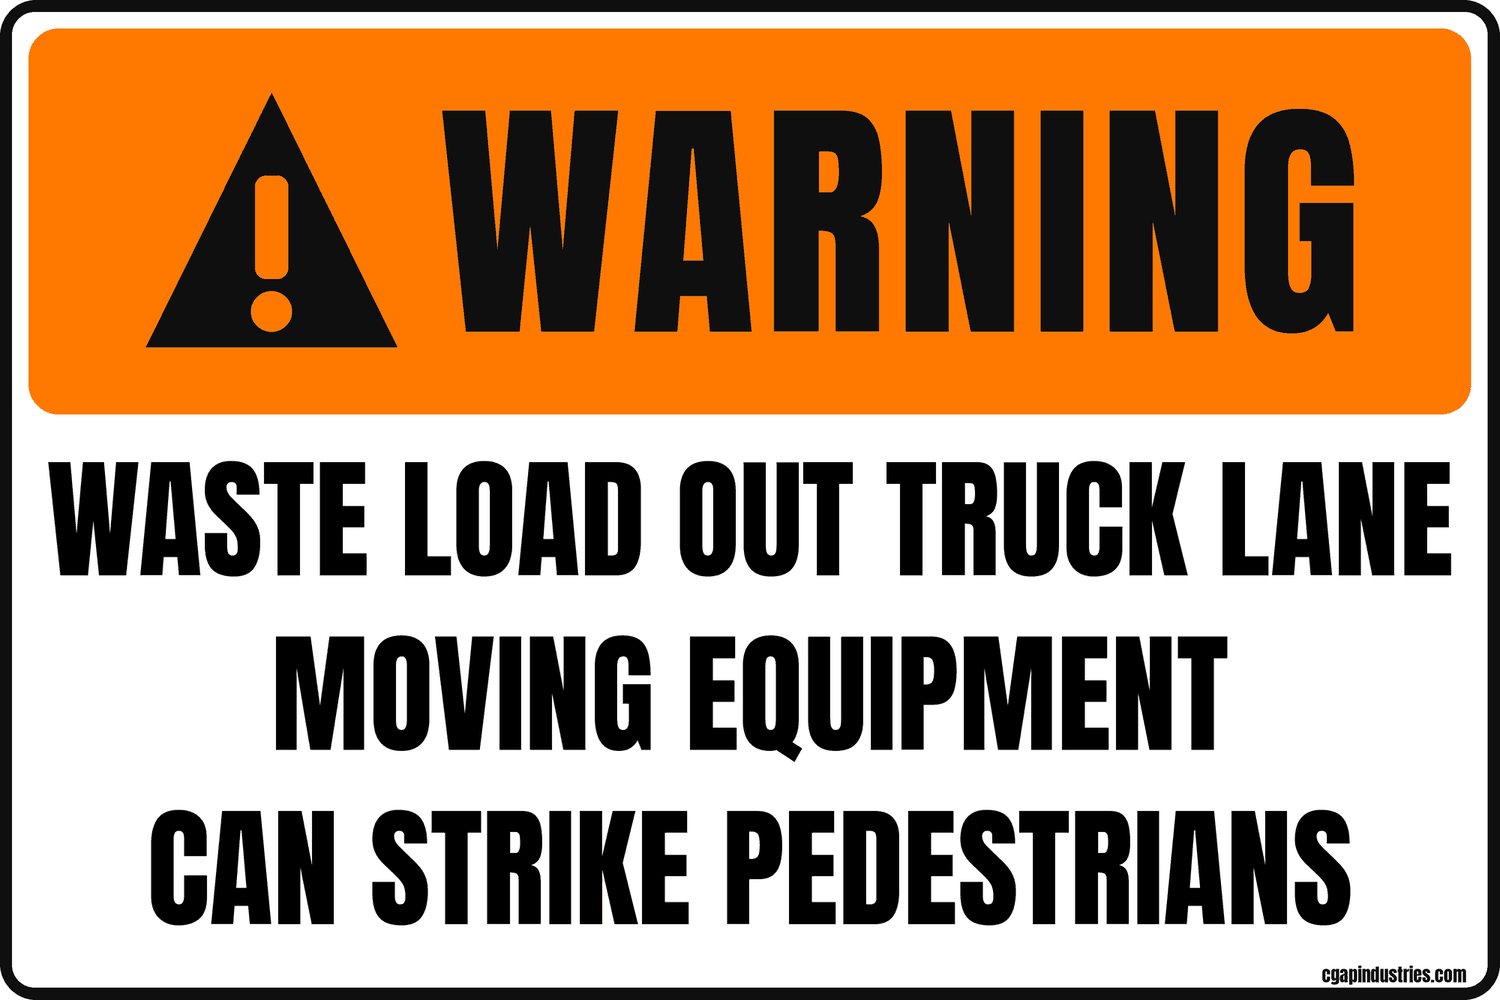 WARNING
WASTE LOAD OUT TRUCK LANE
MOVING EQUIPMENT
CAN STRIKE PEDESTRIANS
cgapindustries.com